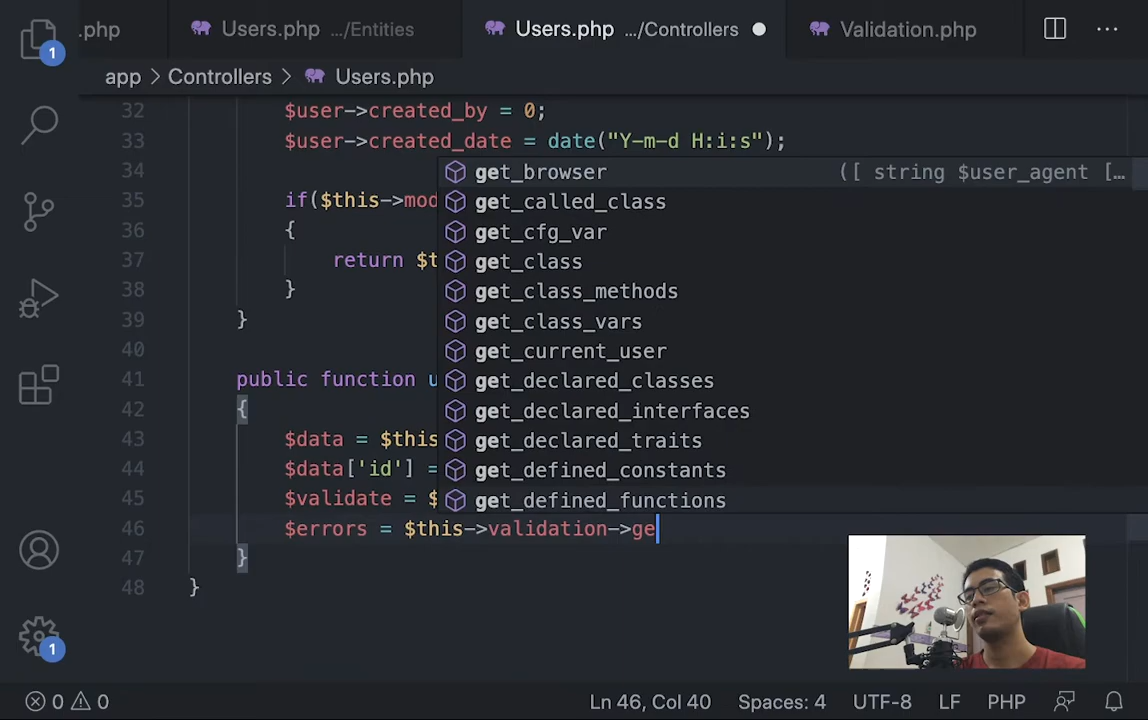 .php
Users.php .../Entities
Users.php .../Controllers
Validation.php
1
app > Controllers > Users.php
32 $user->created_by = 0;
33 $user->created_date = date("Y-m-d H:i:s");
34
35 if($this->mod
36 {
37 return $t
38 }
39 }
40
41 public function u
42 {
43 $data = $this
44 $data['id'] =
45 $validate = $
46 $errors = $this->validation->ge
47 }
48 }
get_browser ([ string $user_agent [...
get_called_class
get_cfg_var
get_class
get_class_methods
get_class_vars
get_current_user
get_declared_classes
get_declared_interfaces
get_declared_traits
get_defined_constants
get_defined_functions
1
0 0 Ln 46, Col 40 Spaces: 4 UTF-8 LF PHP